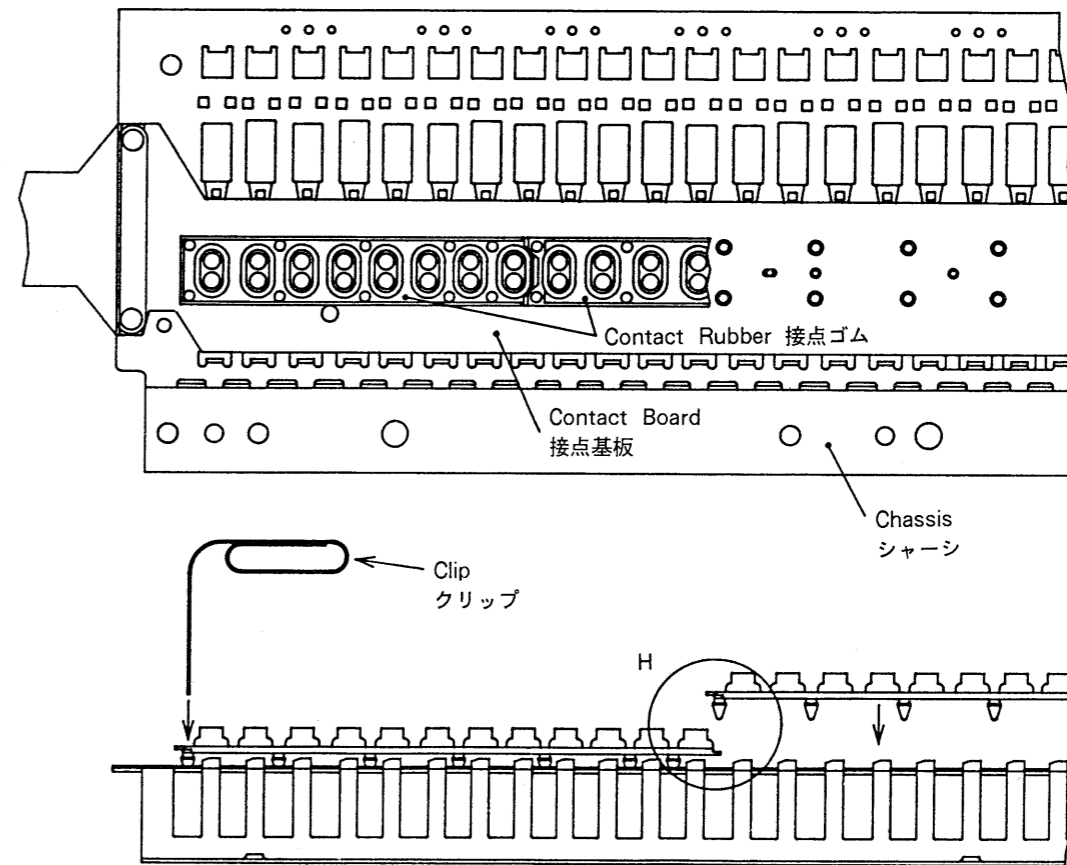 Contact Rubber 接点ゴム
Contact Board
接点基板
Chassis
シャーシ
Clip
クリップ
H